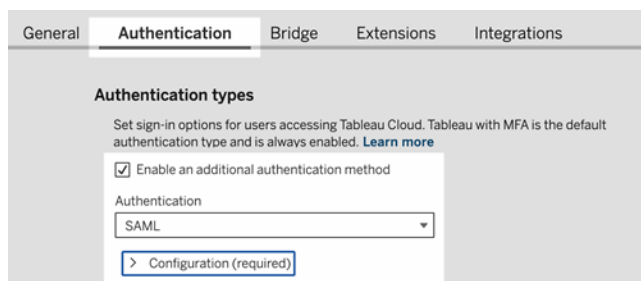 General Authentication Bridge Extensions Integrations
Authentication types
Set sign-in options for users accessing Tableau Cloud. Tableau with MFA is the default
authentication type and is always enabled. Learn more
Enable an additional authentication method
Authentication
SAML
Configuration (required)